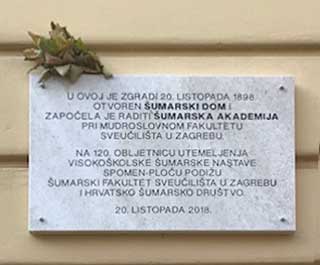 U OVOJ JE ZGRADI 20. LISTOPADA 1898.
OTVOREN ŠUMARSKI DOM I
ZAPOČELA JE RADITI ŠUMARSKA AKADEMIJA
PRI MUDROSLOVNOM FAKULTETU
SVEUČILIŠTA U ZAGREBU.
NA 120. OBLJETNICU UTEMELJENJA
VISOKOŠKOLSKE ŠUMARSKE NASTAVE
SPOMEN-PLOČU PODIŽU
ŠUMARSKI FAKULTET SVEUČILIŠTA U ZAGREBU
I HRVATSKO ŠUMARSKO DRUŠTVO.
20. LISTOPADA 2018.